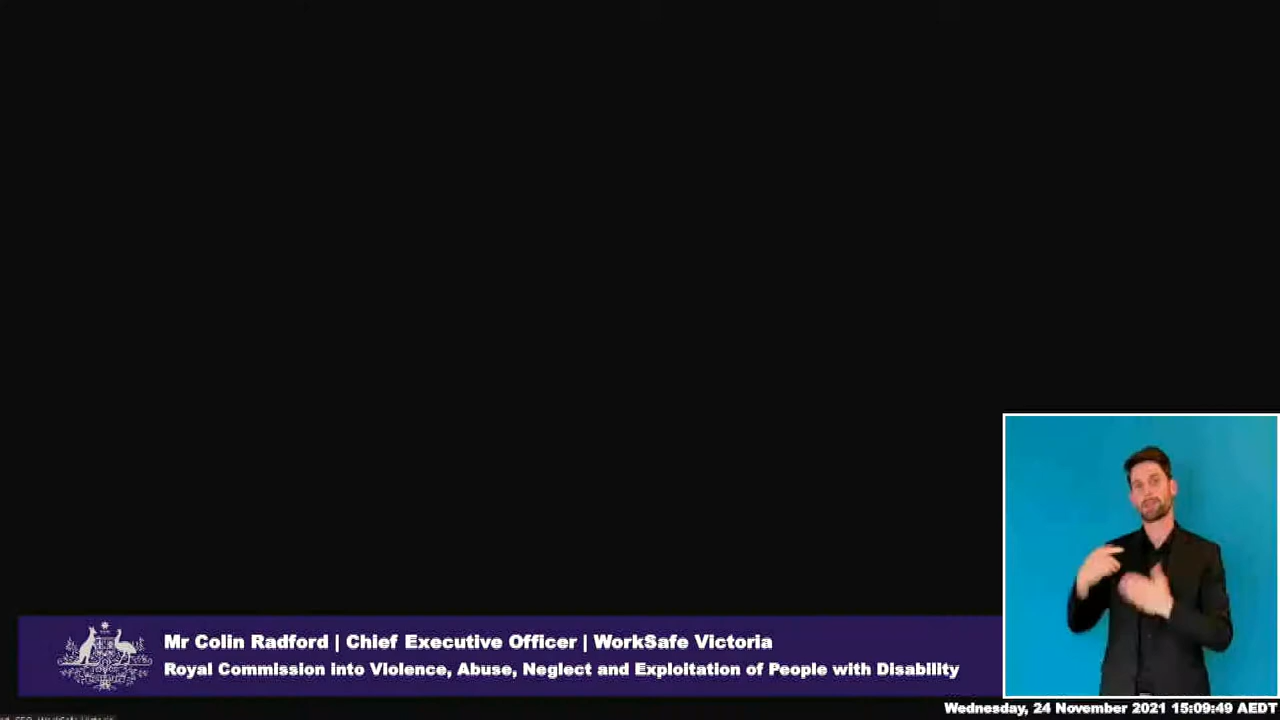 Mr Colin Radford | Chief Executive Officer | WorkSafe Victoria
Royal Commission into Violence, Abuse, Neglect and Exploitation of People with Disability
Wednesday, 24 November 2021 15:09:49 AEDT